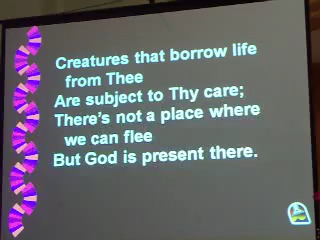 Creatures that borrow life
from Thee
Are subject to Thy care;
There's not a place where
we can flee
But God is present there.